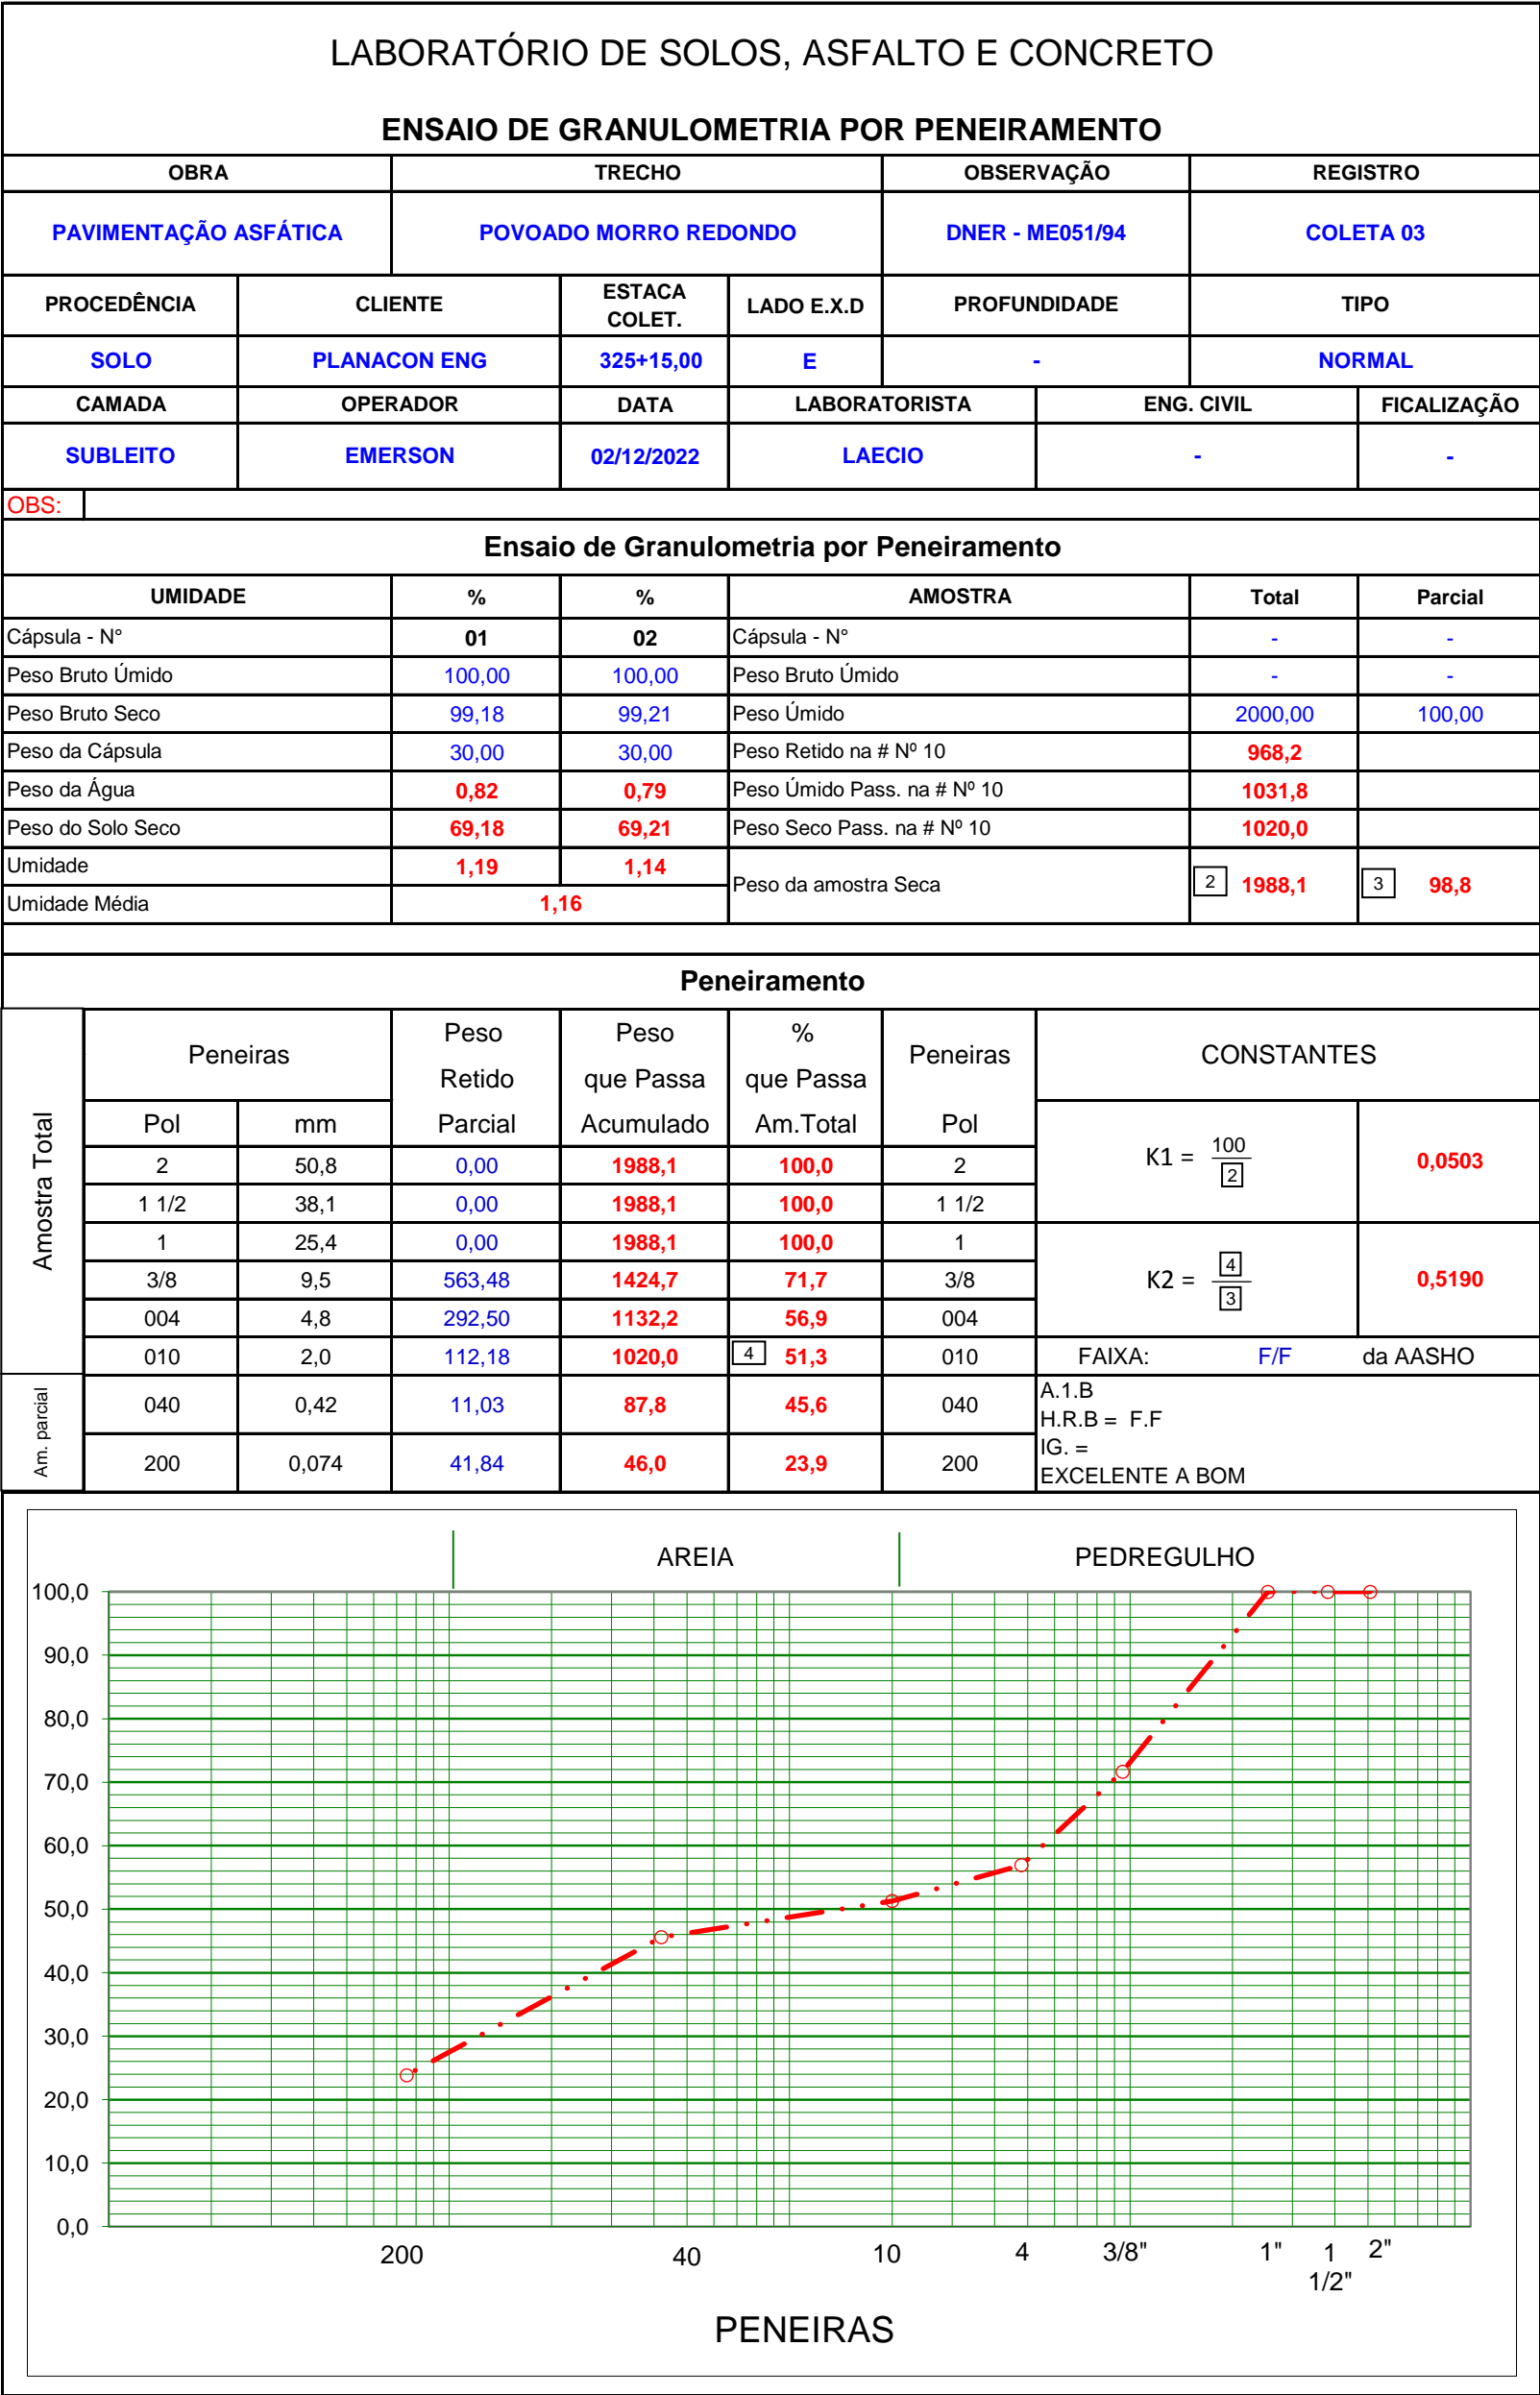 LABORATÓRIO DE SOLOS, ASFALTO E CONCRETO
ENSAIO DE GRANULOMETRIA POR PENEIRAMENTO
OBRA TRECHO OBSERVAÇÃO REGISTRO
PAVIMENTAÇÃO ASFÁTICA POVOADO MORRO REDONDO DNER - ME051/94 COLETA 03
PROCEDÊNCIA CLIENTE ESTACA COLET. LADO E.X.D PROFUNDIDADE TIPO
SOLO PLANACON ENG 325+15,00 E - NORMAL
CAMADA OPERADOR DATA LABORATORISTA ENG. CIVIL FICALIZAÇÃO
SUBLEITO EMERSON 02/12/2022 LAECIO - -
OBS:
Ensaio de Granulometria por Peneiramento
UMIDADE % % AMOSTRA Total Parcial
Cápsula - N° 01 02 Cápsula - N° - -
Peso Bruto Úmido 100,00 100,00 Peso Bruto Úmido - -
Peso Bruto Seco 99,18 99,21 Peso Úmido 2000,00 100,00
Peso da Cápsula 30,00 30,00 Peso Retido na # Nº 10 968,2
Peso da Água 0,82 0,79 Peso Úmido Pass. na # Nº 10 1031,8
Peso do Solo Seco 69,18 69,21 Peso Seco Pass. na # Nº 10 1020,0
Umidade 1,19 1,14 Peso da amostra Seca 2 1988,1 3 98,8
Umidade Média 1,16
Peneiramento
Amostra Total
Peneiras Peso Retido Parcial Peso que Passa Acumulado % que Passa Am.Total Peneiras Pol CONSTANTES
Pol mm
2 50,8 0,00 1988,1 100,0 2
K1 = 100 / 2 0,0503
1 1/2 38,1 0,00 1988,1 100,0 1 1/2
1 25,4 0,00 1988,1 100,0 1
3/8 9,5 563,48 1424,7 71,7 3/8
K2 = 4 / 3 0,5190
004 4,8 292,50 1132,2 56,9 004
010 2,0 112,18 1020,0 4 51,3 010 FAIXA: F/F da AASHO
Am. parcial
040 0,42 11,03 87,8 45,6 040
A.1.B
H.R.B = F.F
200 0,074 41,84 46,0 23,9 200
IG. =
EXCELENTE A BOM
AREIA PEDREGULHO
100,0
90,0
80,0
70,0
60,0
50,0
40,0
30,0
20,0
10,0
0,0
200 40 10 4 3/8" 1" 1 1/2" 2"
PENEIRAS